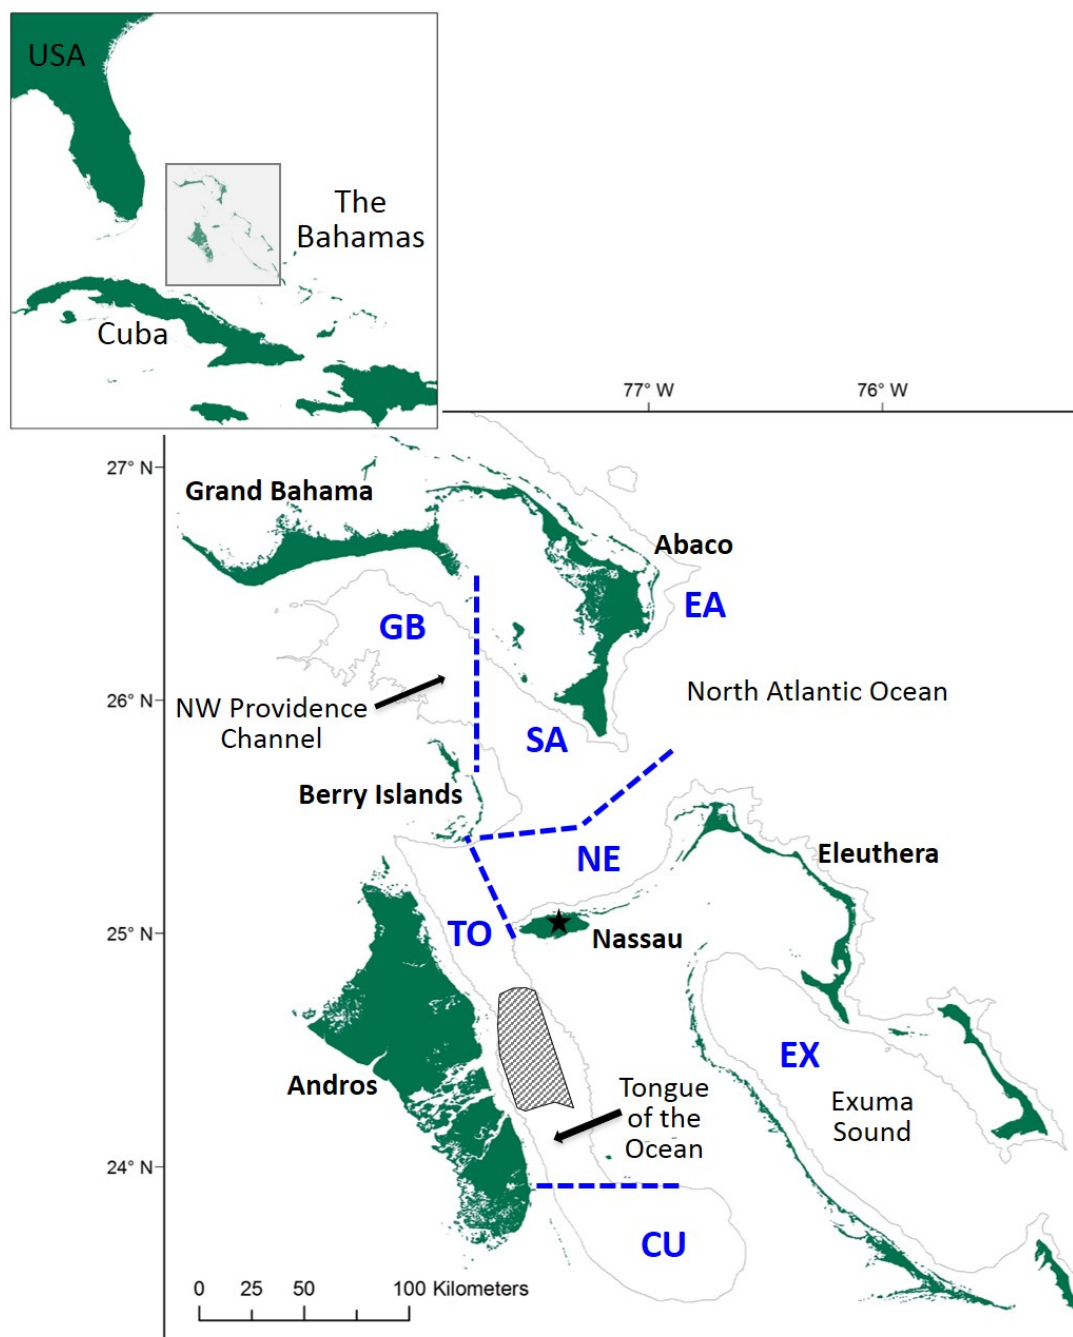 USA
The
Bahamas
Cuba
77° W
76° W
27° N
Grand Bahama
Abaco
EA
GB
26° N
NW Providence
Channel
North Atlantic Ocean
SA
Berry Islands
NE
Eleuthera
25° N
TO
Nassau
EX
Andros
Tongue
of the
Ocean
Exuma
Sound
24° N
CU
0 25 50 100 Kilometers